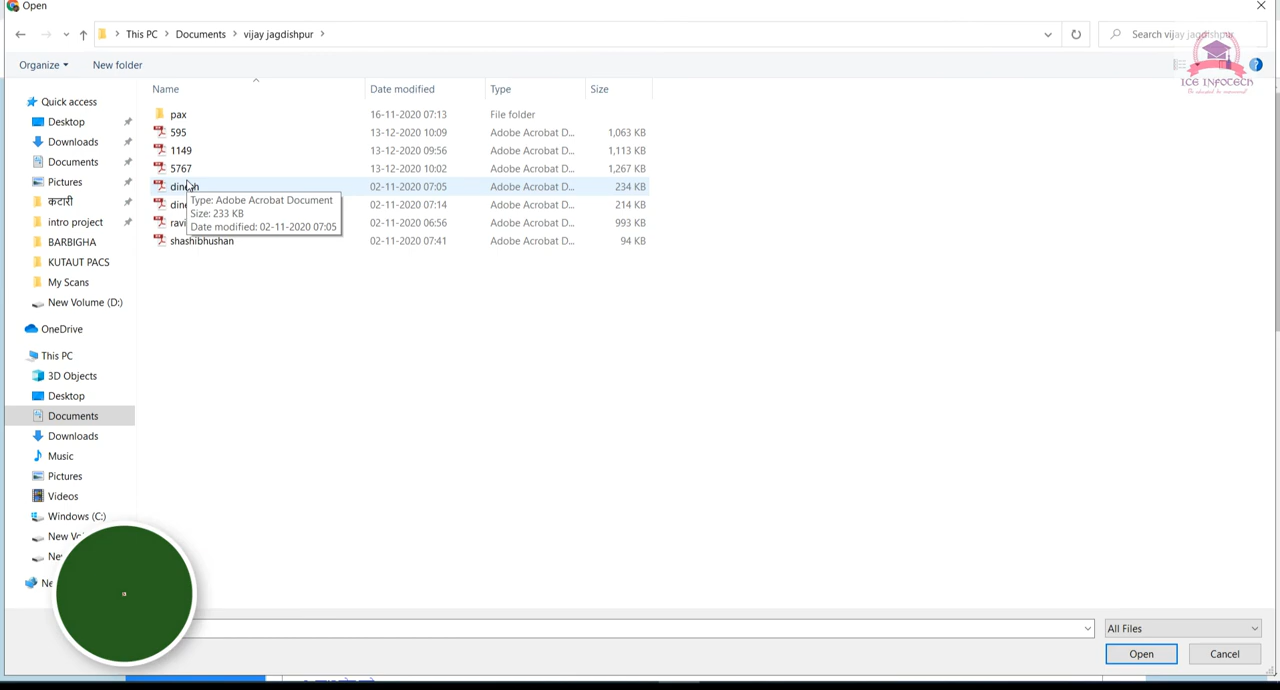 Open
This PC > Documents > vijay jagdishpur >
Search vijay jagdishpur
ICE INFOTECH
Organize
New folder
Name
Date modified
Type
Size
pax 16-11-2020 07:13 File folder
595 13-12-2020 10:09 Adobe Acrobat D... 1,063 KB
1149 13-12-2020 09:56 Adobe Acrobat D... 1,113 KB
5767 13-12-2020 10:02 Adobe Acrobat D... 1,267 KB
dinesh 02-11-2020 07:05 Adobe Acrobat D... 234 KB
02-11-2020 07:14 Adobe Acrobat D... 214 KB
02-11-2020 06:56 Adobe Acrobat D... 993 KB
shashibhushan 02-11-2020 07:41 Adobe Acrobat D... 94 KB
Type: Adobe Acrobat Document
Size: 233 KB
Date modified: 02-11-2020 07:05
Quick access
Desktop
Downloads
Documents
Pictures
कटारी
intro project
BARBIGHA
KUTAUT PACS
My Scans
New Volume (D:)
OneDrive
This PC
3D Objects
Desktop
Documents
Downloads
Music
Pictures
Videos
Windows (C:)
New
All Files
Open
Cancel